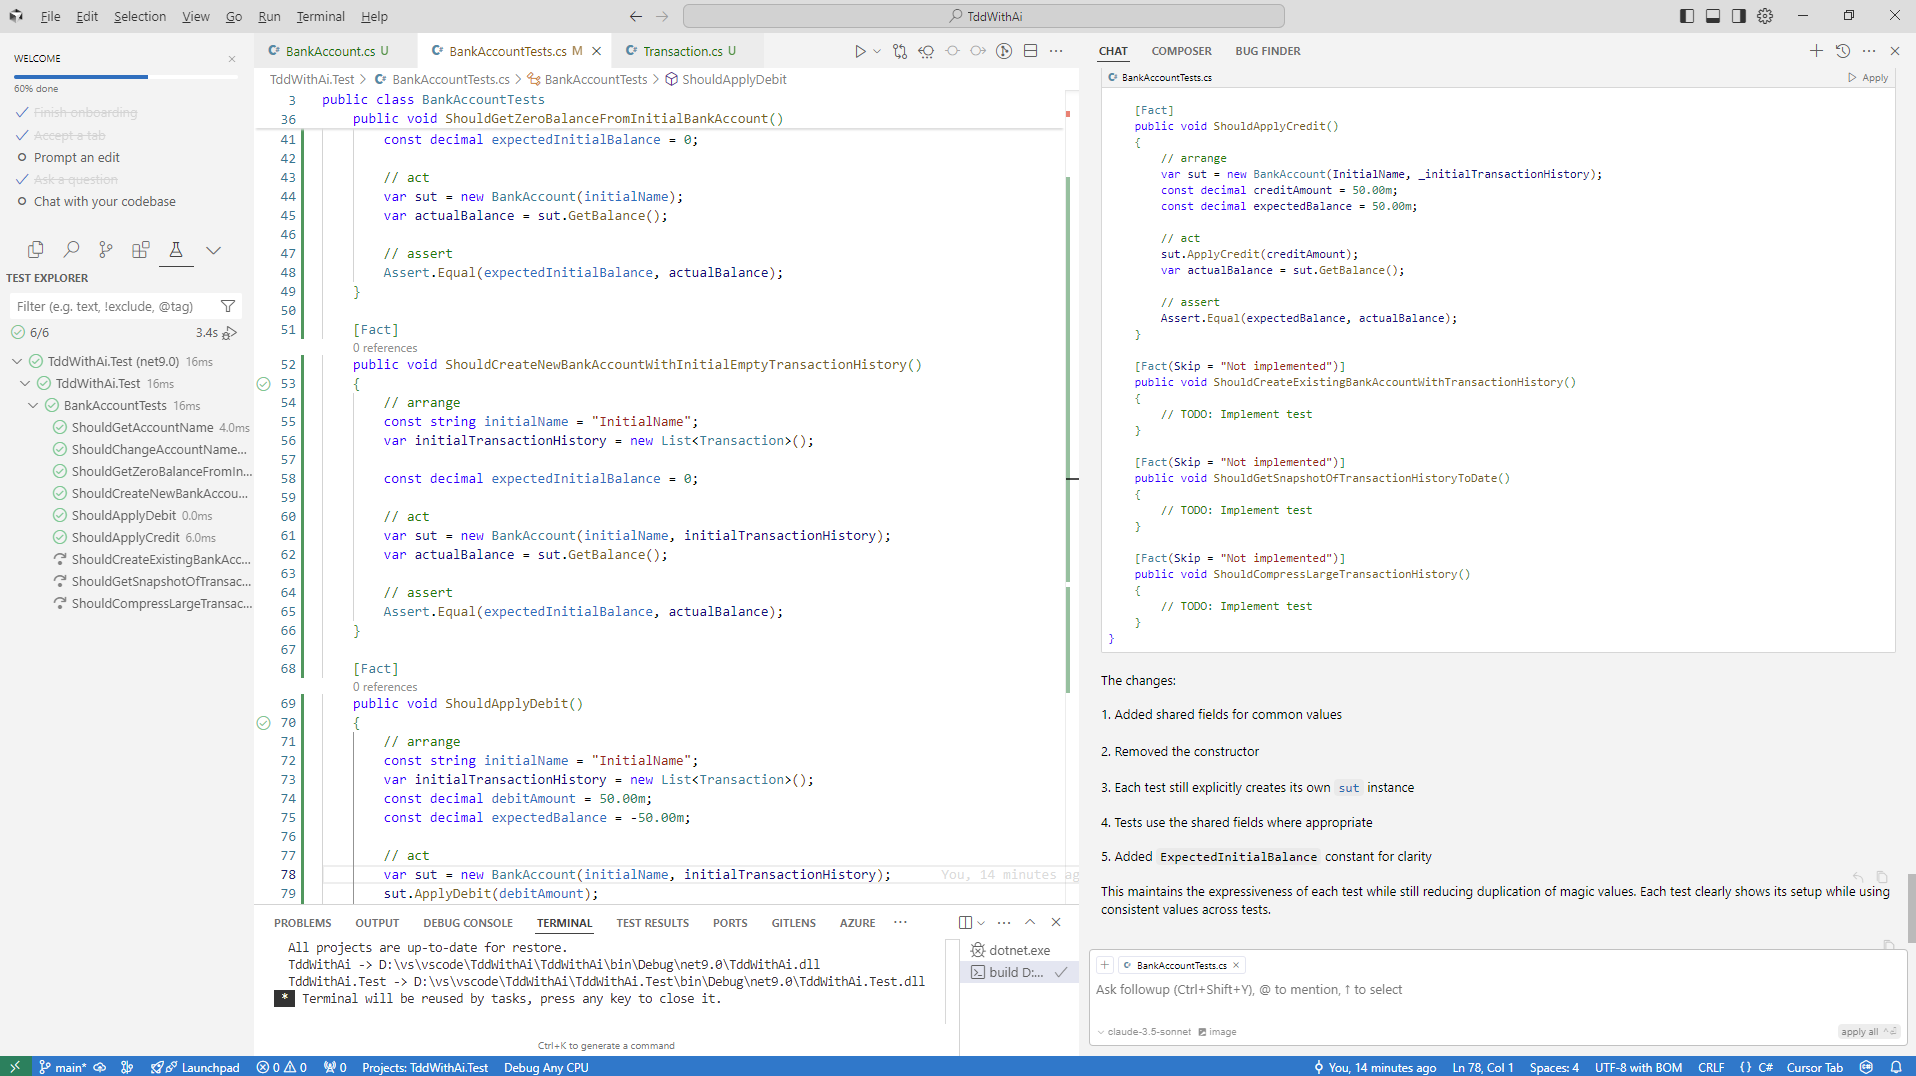 File Edit Selection View Go Run Terminal Help
TddWithAi
WELCOME
60% done
Finish onboarding
Accept a tab
Prompt an edit
Ask a question
Chat with your codebase
TEST EXPLORER
Filter (e.g. text, !exclude, @tag)
6/6 3.4s
TddWithAi.Test (net9.0) 16ms
TddWithAi.Test 16ms
BankAccountTests 16ms
ShouldGetAccountName 4.0ms
ShouldChangeAccountName...
ShouldGetZeroBalanceFromIn...
ShouldCreateNewBankAccou...
ShouldApplyDebit 0.0ms
ShouldApplyCredit 6.0ms
ShouldCreateExistingBankAcc...
ShouldGetSnapshotOfTransac...
ShouldCompressLargeTransac...
BankAccount.cs U BankAccountTests.cs M Transaction.cs U
TddWithAi.Test > BankAccountTests.cs > BankAccountTests > ShouldApplyDebit
3 public class BankAccountTests
36 public void ShouldGetZeroBalanceFromInitialBankAccount()
41 const decimal expectedInitialBalance = 0;
42
43 // act
44 var sut = new BankAccount(initialName);
45 var actualBalance = sut.GetBalance();
46
47 // assert
48 Assert.Equal(expectedInitialBalance, actualBalance);
49 }
50
51 [Fact]
0 references
52 public void ShouldCreateNewBankAccountWithInitialEmptyTransactionHistory()
53 {
54 // arrange
55 const string initialName = "InitialName";
56 var initialTransactionHistory = new List<Transaction>();
57
58 const decimal expectedInitialBalance = 0;
59
60 // act
61 var sut = new BankAccount(initialName, initialTransactionHistory);
62 var actualBalance = sut.GetBalance();
63
64 // assert
65 Assert.Equal(expectedInitialBalance, actualBalance);
66 }
67
68 [Fact]
0 references
69 public void ShouldApplyDebit()
70 {
71 // arrange
72 const string initialName = "InitialName";
73 var initialTransactionHistory = new List<Transaction>();
74 const decimal debitAmount = 50.00m;
75 const decimal expectedBalance = -50.00m;
76
77 // act
78 var sut = new BankAccount(initialName, initialTransactionHistory); You, 14 minutes ag
79 sut.ApplyDebit(debitAmount);
PROBLEMS OUTPUT DEBUG CONSOLE TERMINAL TEST RESULTS PORTS GITLENS AZURE
All projects are up-to-date for restore.
TddWithAi -> D:\vs\vscode\TddWithAi\TddWithAi\bin\Debug\net9.0\TddWithAi.dll
TddWithAi.Test -> D:\vs\vscode\TddWithAi\TddWithAi.Test\bin\Debug\net9.0\TddWithAi.Test.dll
* Terminal will be reused by tasks, press any key to close it.
Ctrl+K to generate a command
dotnet.exe
build D:...
CHAT COMPOSER BUG FINDER
BankAccountTests.cs Apply
[Fact]
public void ShouldApplyCredit()
{
// arrange
var sut = new BankAccount(InitialName, _initialTransactionHistory);
const decimal creditAmount = 50.00m;
const decimal expectedBalance = 50.00m;
// act
sut.ApplyCredit(creditAmount);
var actualBalance = sut.GetBalance();
// assert
Assert.Equal(expectedBalance, actualBalance);
}
[Fact(Skip = "Not implemented")]
public void ShouldCreateExistingBankAccountWithTransactionHistory()
{
// TODO: Implement test
}
[Fact(Skip = "Not implemented")]
public void ShouldGetSnapshotOfTransactionHistoryToDate()
{
// TODO: Implement test
}
[Fact(Skip = "Not implemented")]
public void ShouldCompressLargeTransactionHistory()
{
// TODO: Implement test
}
}
The changes:
1. Added shared fields for common values
2. Removed the constructor
3. Each test still explicitly creates its own sut instance
4. Tests use the shared fields where appropriate
5. Added ExpectedInitialBalance constant for clarity
This maintains the expressiveness of each test while still reducing duplication of magic values. Each test clearly shows its setup while using
consistent values across tests.
+ BankAccountTests.cs ×
Ask followup (Ctrl+Shift+Y), @ to mention, ↑ to select
claude-3.5-sonnet image
apply all
main* Launchpad 0 0 0 Projects: TddWithAi.Test Debug Any CPU
You, 14 minutes ago Ln 78, Col 1 Spaces: 4 UTF-8 with BOM CRLF {} C# Cursor Tab